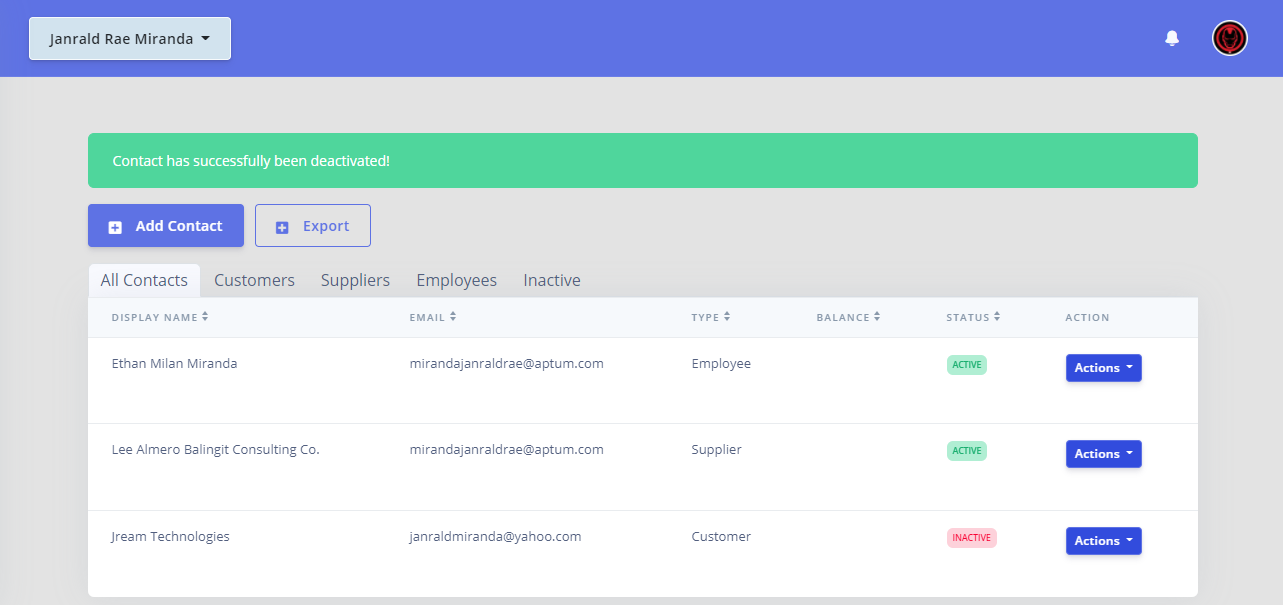 Janrald Rae Miranda
Contact has successfully been deactivated!
Add Contact Export
All Contacts Customers Suppliers Employees Inactive
DISPLAY NAME EMAIL TYPE BALANCE STATUS ACTION
Ethan Milan Miranda mirandajanraldrae@aptum.com Employee ACTIVE Actions
Lee Almero Balingit Consulting Co. mirandajanraldrae@aptum.com Supplier ACTIVE Actions
Jream Technologies janraldmiranda@yahoo.com Customer INACTIVE Actions